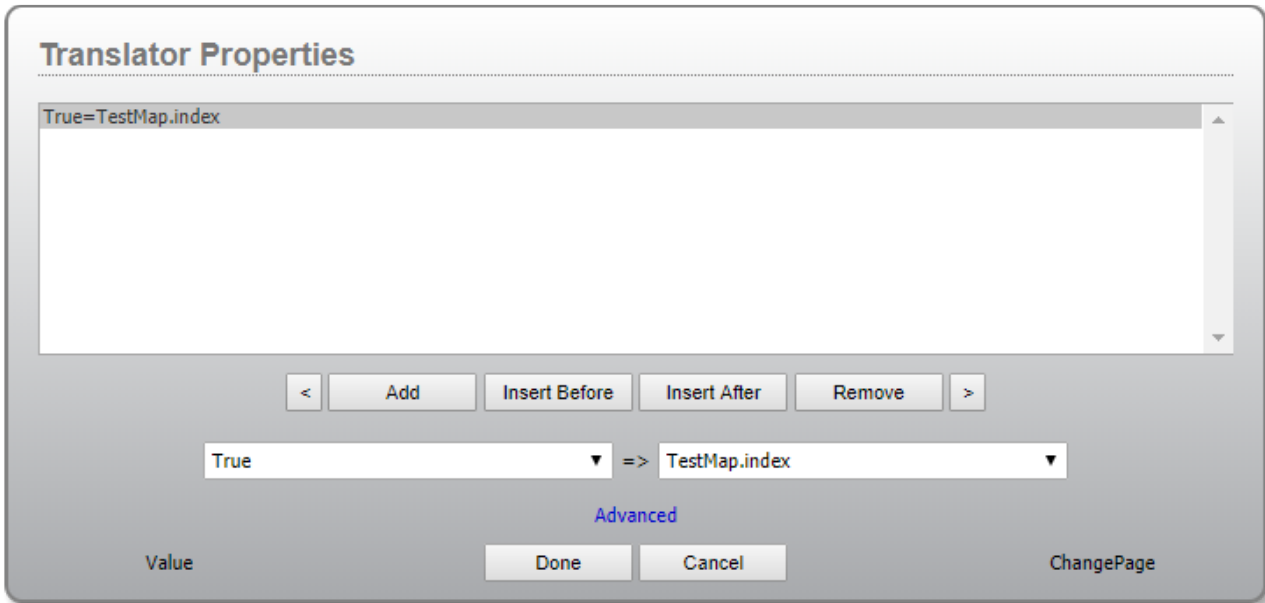 Translator Properties
True=TestMap.index
< Add Insert Before Insert After Remove >
True => TestMap.index
Advanced
Value Done Cancel ChangePage